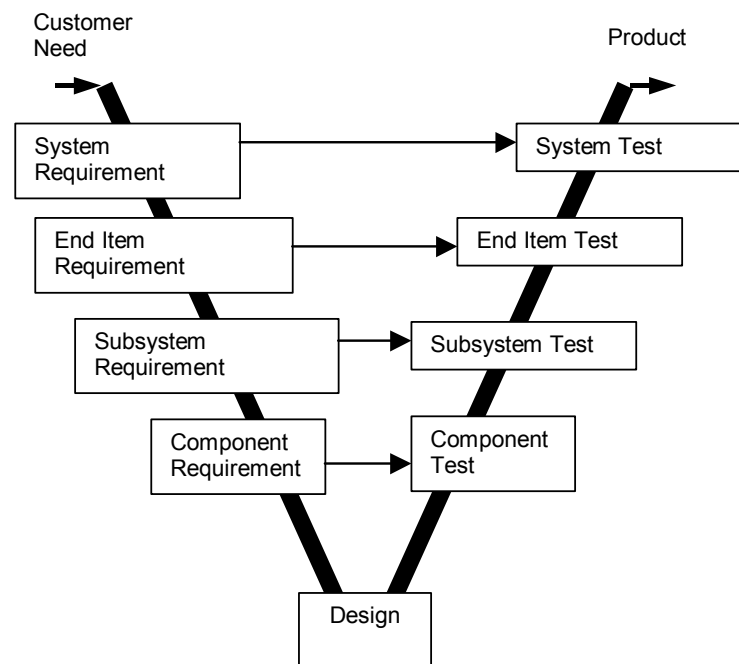 Customer
Need
Product
System
Requirement
System Test
End Item
Requirement
End Item Test
Subsystem
Requirement
Subsystem Test
Component
Requirement
Component
Test
Design